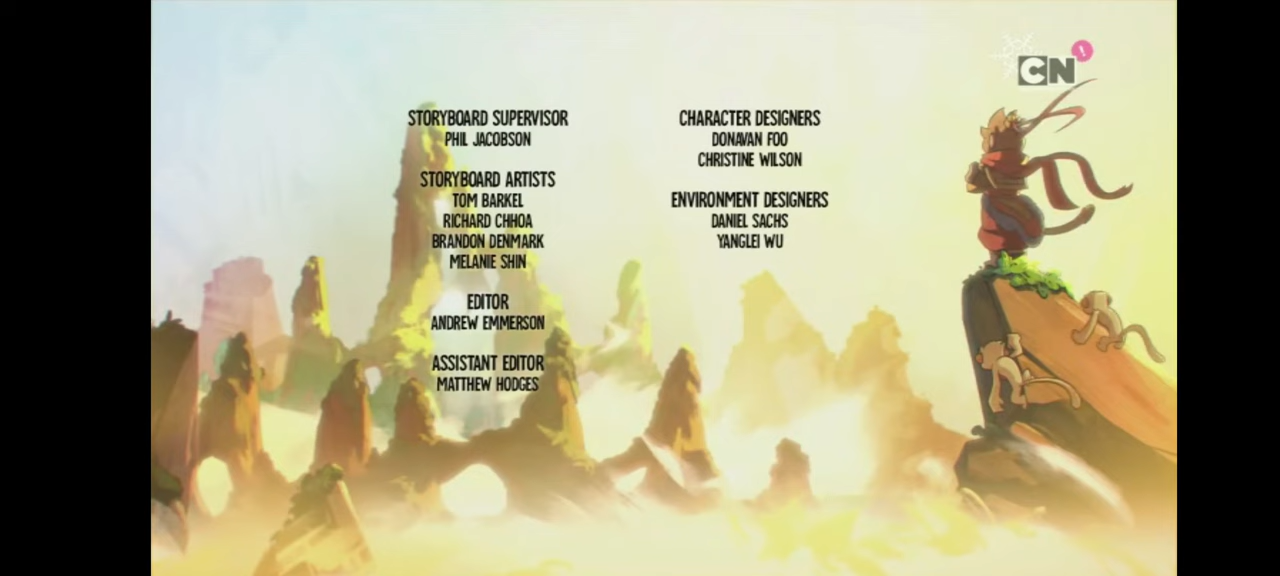 STORYBOARD SUPERVISOR
PHIL JACOBSON
STORYBOARD ARTISTS
TOM BARKEL
RICHARD CHHOA
BRANDON DENMARK
MELANIE SHIN
EDITOR
ANDREW EMMERSON
ASSISTANT EDITOR
MATTHEW HODGES
CHARACTER DESIGNERS
DONAVAN FOO
CHRISTINE WILSON
ENVIRONMENT DESIGNERS
DANIEL SACHS
YANGLEI WU
CN
!